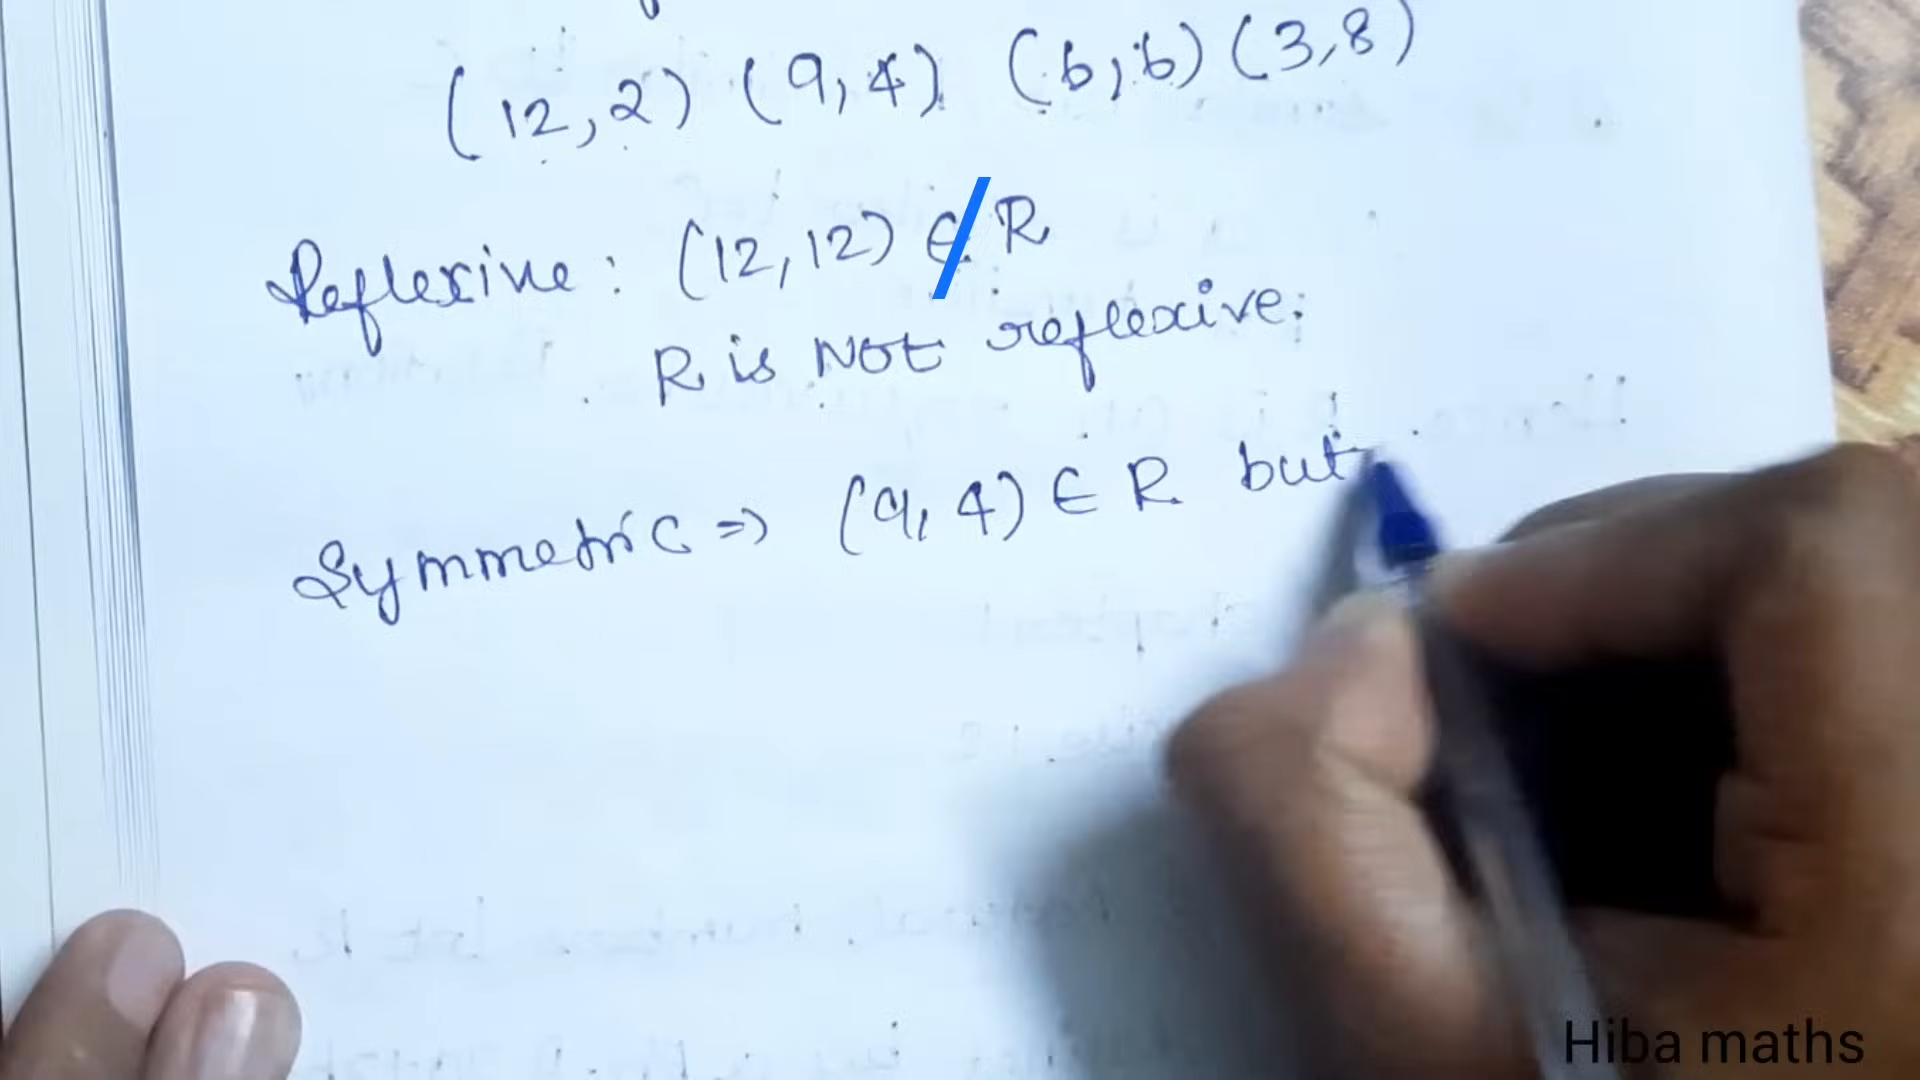 (12,2) (9,4) (6,6) (3,8)
Reflexive : (12,12) ∉ R
R is NOT reflexive.
Symmetric => (9,4) ∈ R but
Hiba maths